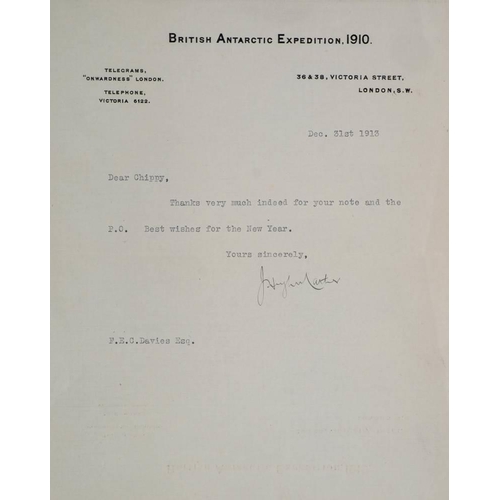 BRITISH ANTARCTIC EXPEDITION, 1910.
TELEGRAMS,
"ONWARDNESS" LONDON.
TELEPHONE,
VICTORIA 6122.
36 & 38, VICTORIA STREET,
LONDON, S.W.
Dec. 31st 1913
Dear Chippy,
Thanks very much indeed for your note and the
P.O. Best wishes for the New Year.
Yours sincerely,
F.E.C.Davies Esq.